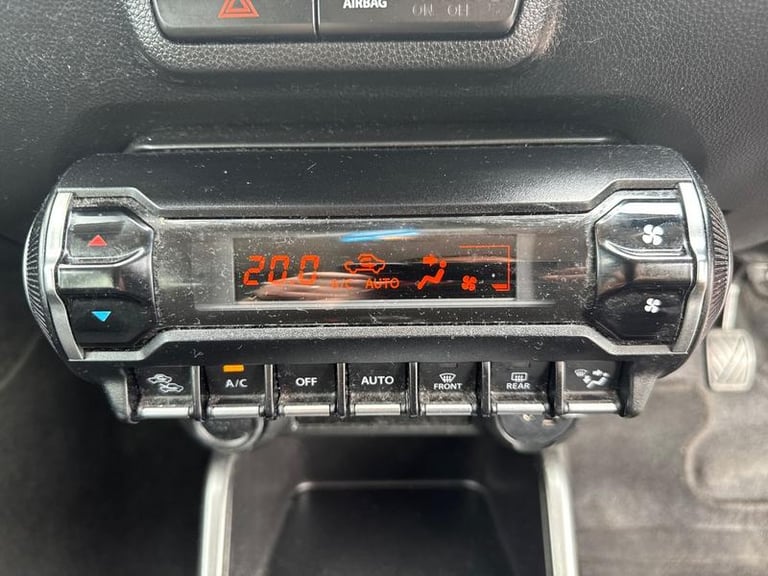 AIRBAG
ON OFF
20.0
A/C AUTO
A/C
OFF
AUTO
FRONT
REAR